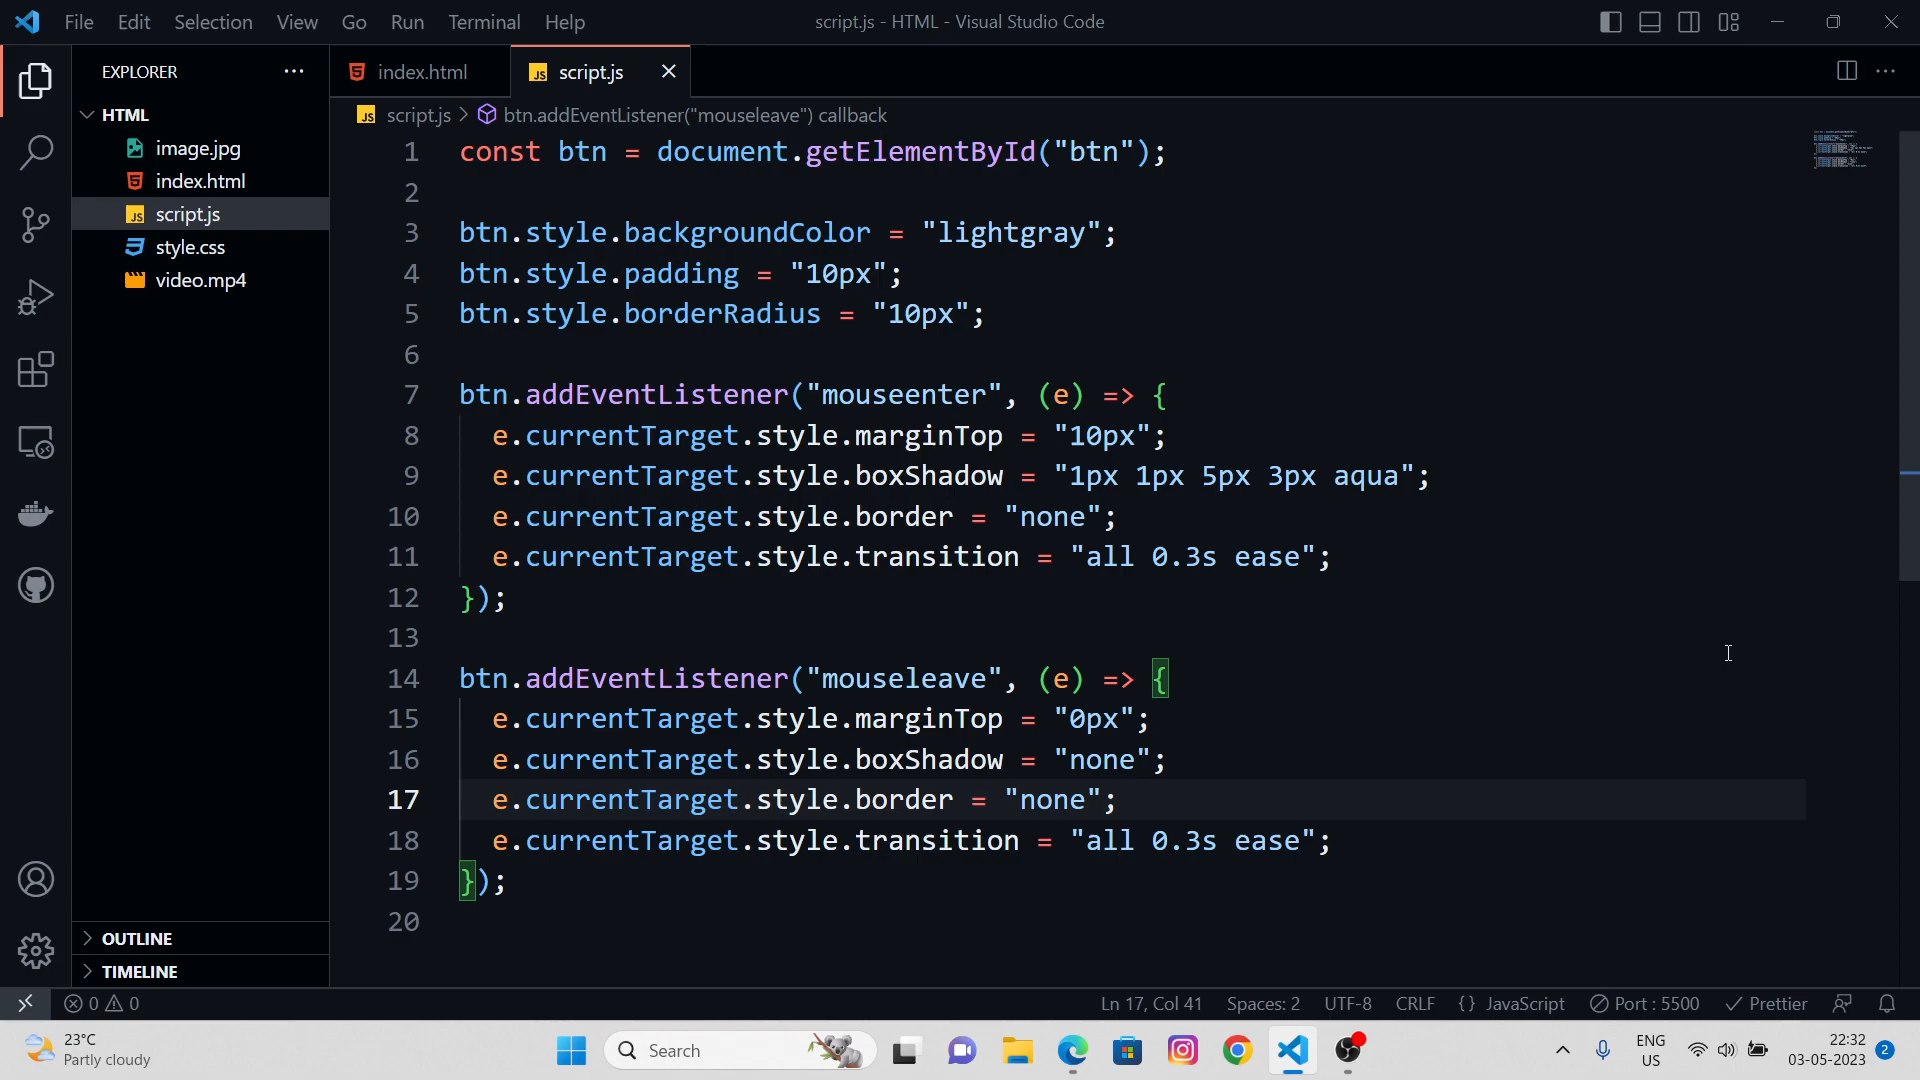 File Edit Selection View Go Run Terminal Help
script.js - HTML - Visual Studio Code
EXPLORER
HTML
image.jpg
index.html
script.js
style.css
video.mp4
OUTLINE
TIMELINE
index.html
script.js
script.js > btn.addEventListener("mouseleave") callback
1 const btn = document.getElementById("btn");
2
3 btn.style.backgroundColor = "lightgray";
4 btn.style.padding = "10px";
5 btn.style.borderRadius = "10px";
6
7 btn.addEventListener("mouseenter", (e) => {
8 e.currentTarget.style.marginTop = "10px";
9 e.currentTarget.style.boxShadow = "1px 1px 5px 3px aqua";
10 e.currentTarget.style.border = "none";
11 e.currentTarget.style.transition = "all 0.3s ease";
12 });
13
14 btn.addEventListener("mouseleave", (e) => {
15 e.currentTarget.style.marginTop = "0px";
16 e.currentTarget.style.boxShadow = "none";
17 e.currentTarget.style.border = "none";
18 e.currentTarget.style.transition = "all 0.3s ease";
19 });
20
0 0
Ln 17, Col 41 Spaces: 2 UTF-8 CRLF {} JavaScript Port : 5500 Prettier
23°C
Partly cloudy
Search
ENG
US
22:32
03-05-2023
2